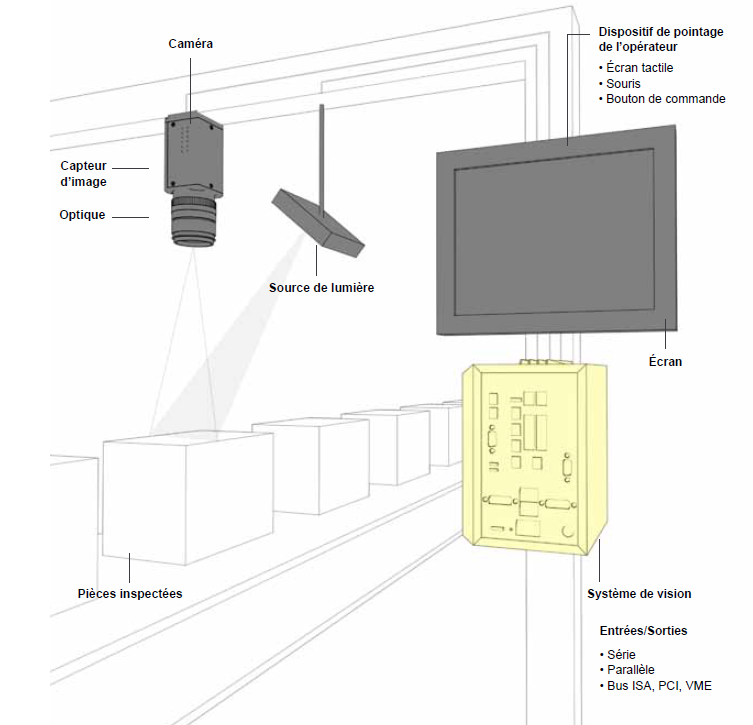 Dispositif de pointage
de l'opérateur
• Écran tactile
• Souris
• Bouton de commande
Caméra
Capteur
d'image
Optique
Source de lumière
Écran
Pièces inspectées
Système de vision
Entrées/Sorties
• Série
• Parallèle
• Bus ISA, PCI, VME